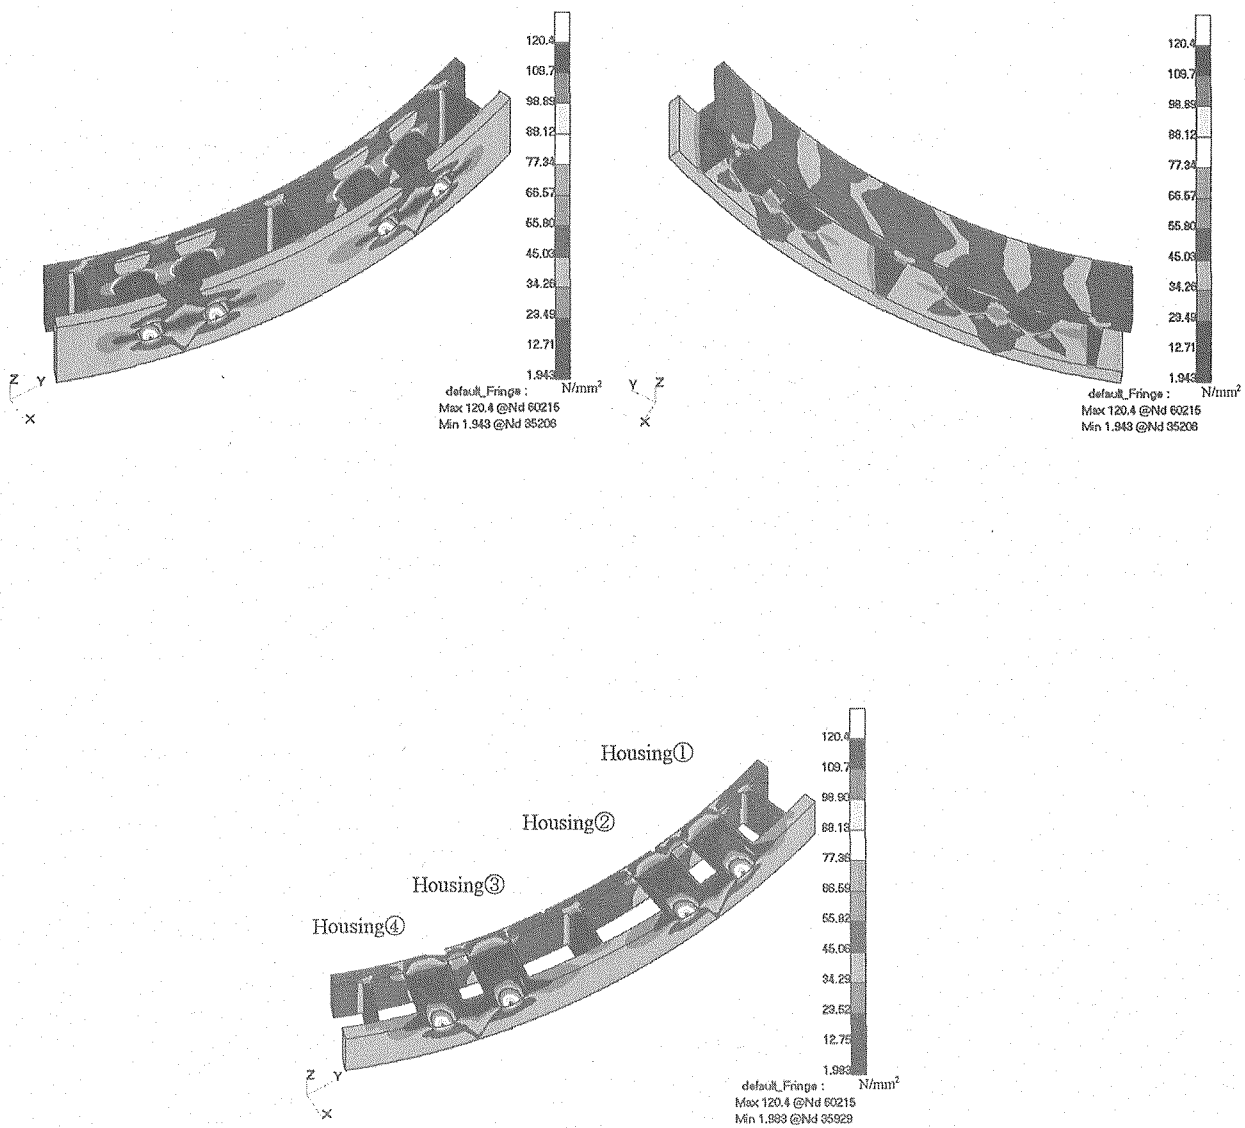 120.4
109.7
98.89
88.12
77.34
66.57
55.80
45.03
34.26
23.49
12.71
1.943
N/mm²
Z Y
X
default_Fringe :
Max 120.4 @Nd 60215
Min 1.943 @Nd 35206
120.4
109.7
98.89
88.12
77.34
66.57
55.80
45.03
34.26
23.49
12.71
1.943
N/mm²
Y Z
X
default_Fringe :
Max 120.4 @Nd 60215
Min 1.943 @Nd 35206
Housing①
Housing②
Housing③
Housing④
120.4
109.7
98.90
88.13
77.36
66.59
55.82
45.06
34.29
23.52
12.75
1.983
N/mm²
Z Y
X
default_Fringe :
Max 120.4 @Nd 60215
Min 1.983 @Nd 35929